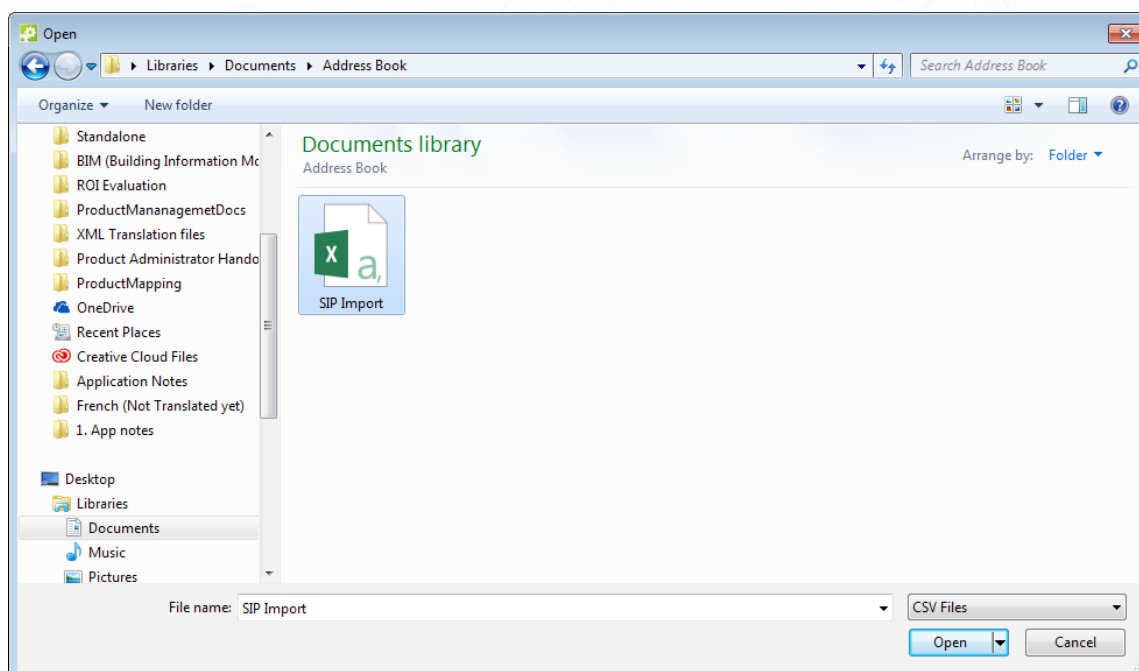 Open
Libraries Documents Address Book
Search Address Book
Organize New folder
Standalone
BIM (Building Information Mc
ROI Evaluation
ProductMananagemetDocs
XML Translation files
Product Administrator Hando
ProductMapping
OneDrive
Recent Places
Creative Cloud Files
Application Notes
French (Not Translated yet)
1. App notes
Desktop
Libraries
Documents
Music
Pictures
Documents library
Address Book
Arrange by: Folder
X a,
SIP Import
File name: SIP Import
CSV Files
Open Cancel